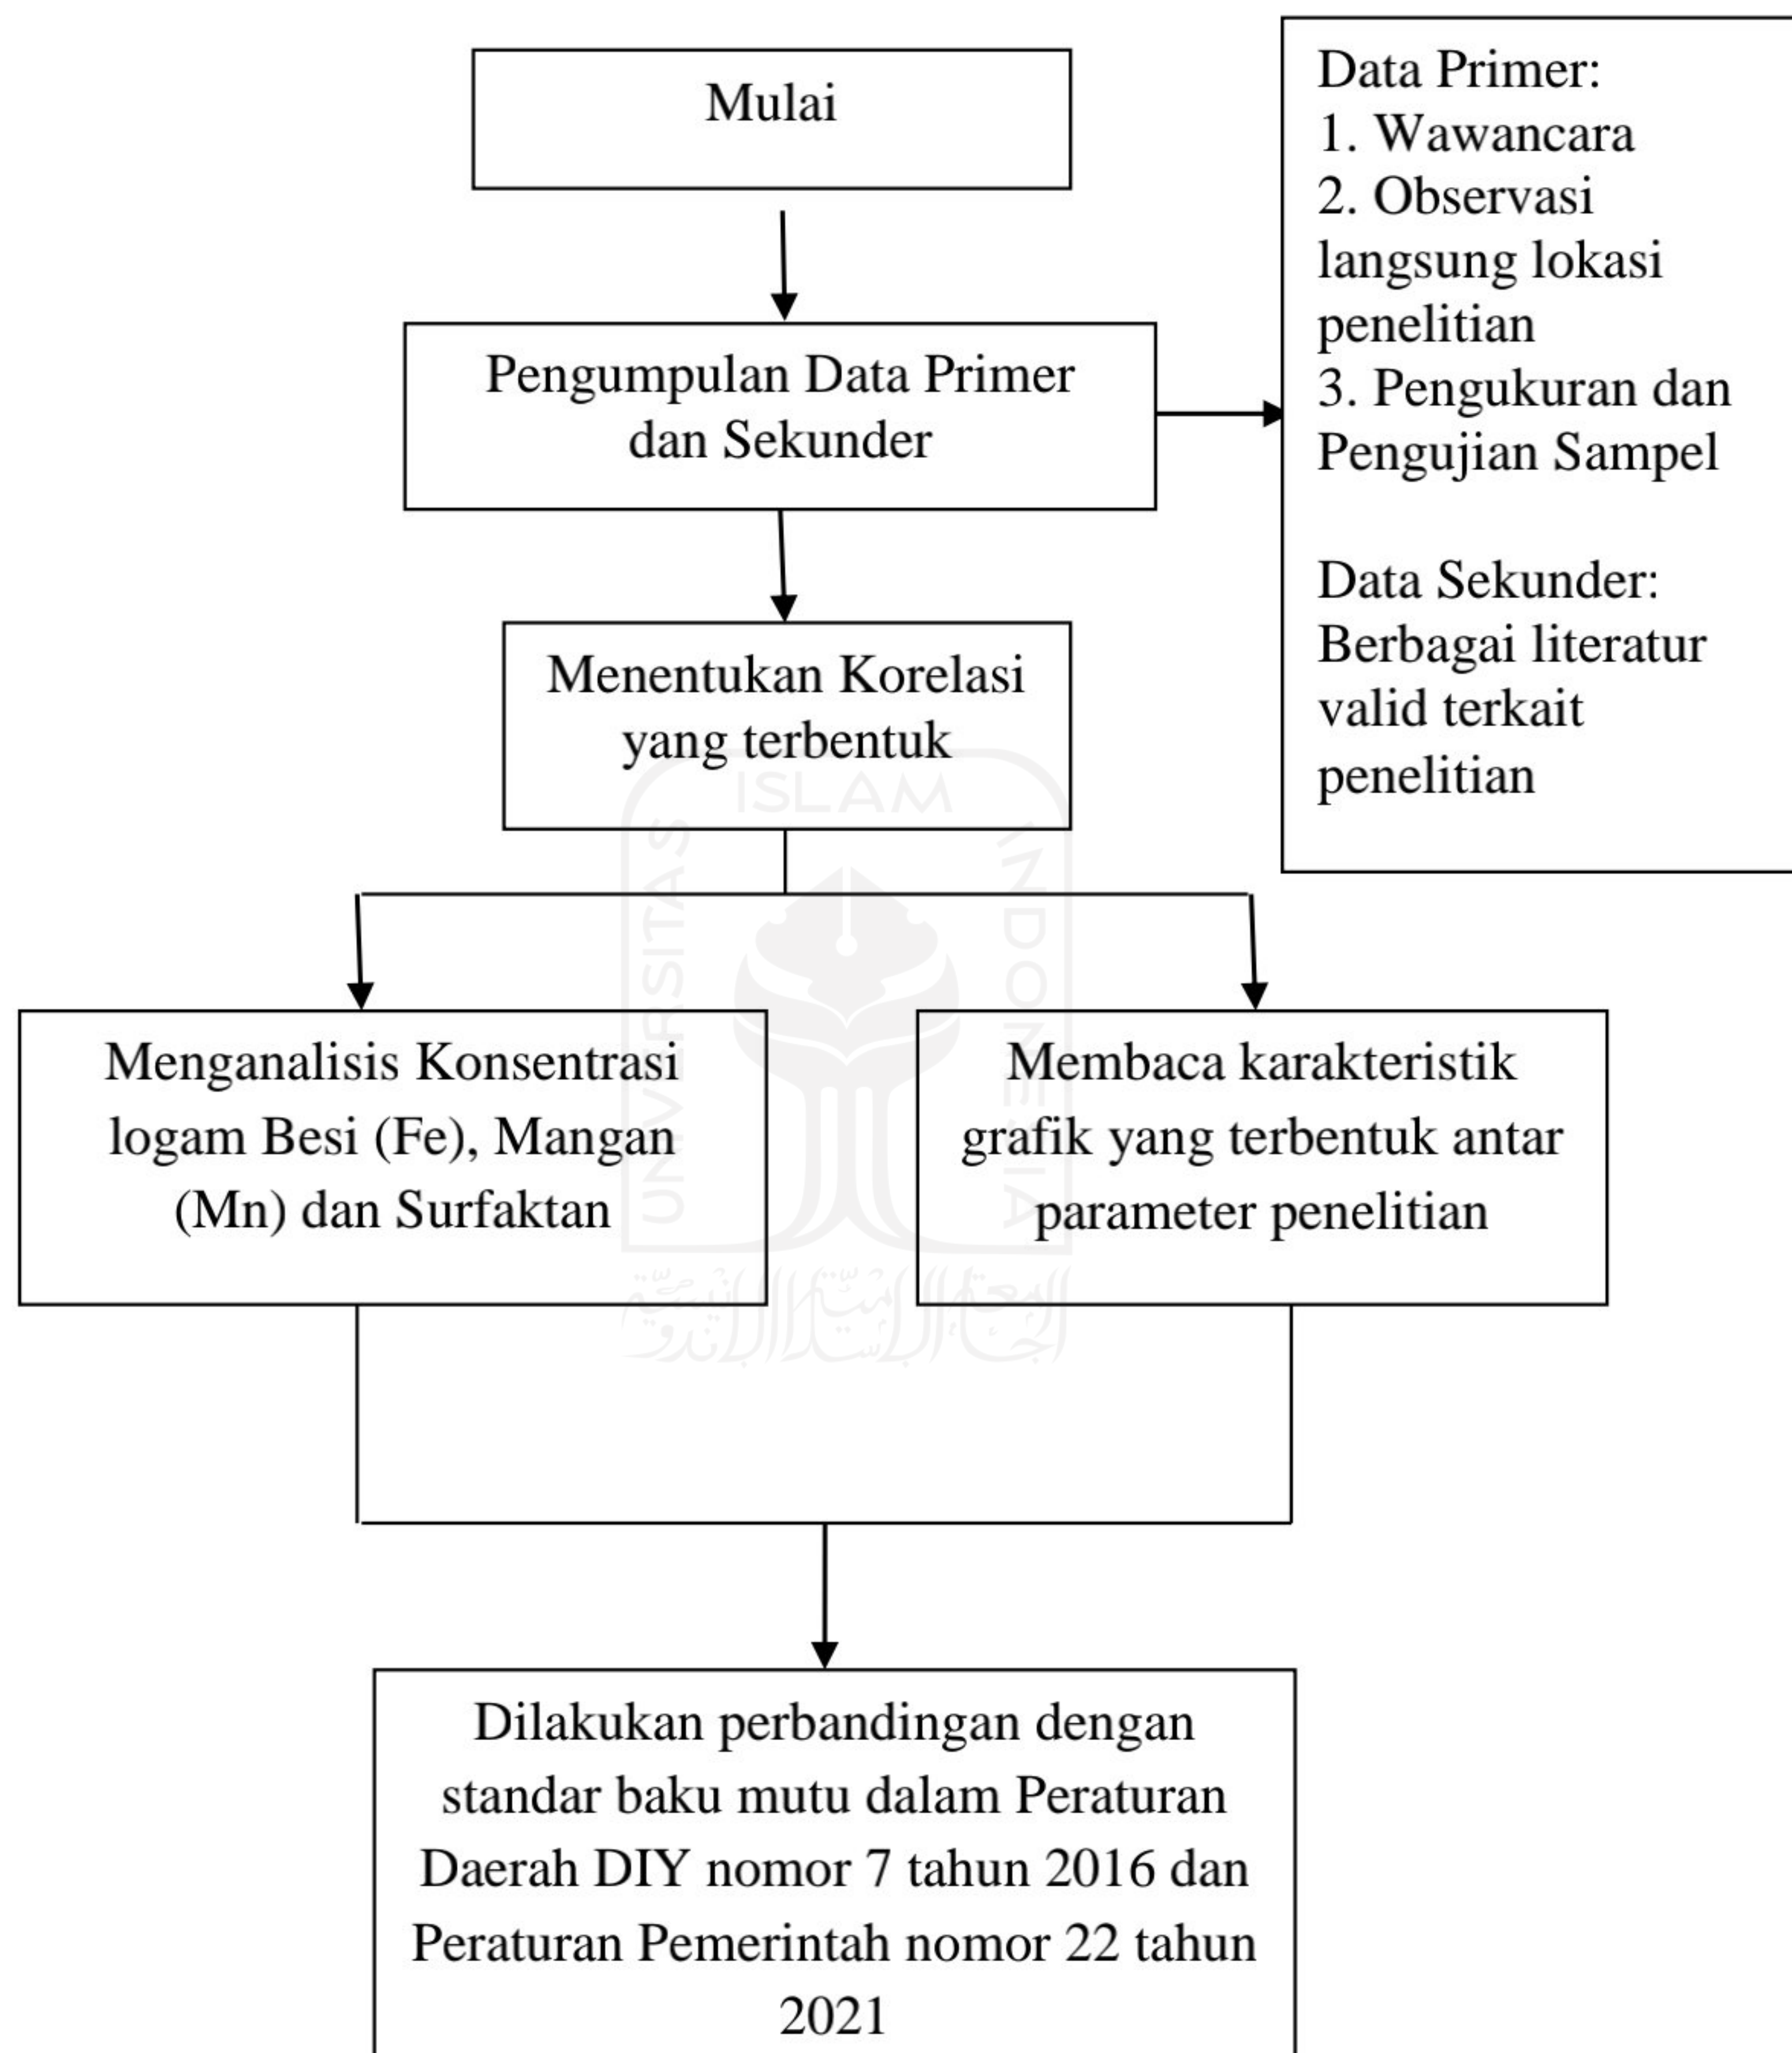 Mulai
Data Primer:
1. Wawancara
2. Observasi
langsung lokasi
penelitian
3. Pengukuran dan
Pengujian Sampel
Data Sekunder:
Berbagai literatur
valid terkait
penelitian
Pengumpulan Data Primer
dan Sekunder
Menentukan Korelasi
yang terbentuk
Menganalisis Konsentrasi
logam Besi (Fe), Mangan
(Mn) dan Surfaktan
Membaca karakteristik
grafik yang terbentuk antar
parameter penelitian
UNIVERSITAS
ISLAM
INDONESIA
Dilakukan perbandingan dengan
standar baku mutu dalam Peraturan
Daerah DIY nomor 7 tahun 2016 dan
Peraturan Pemerintah nomor 22 tahun
2021